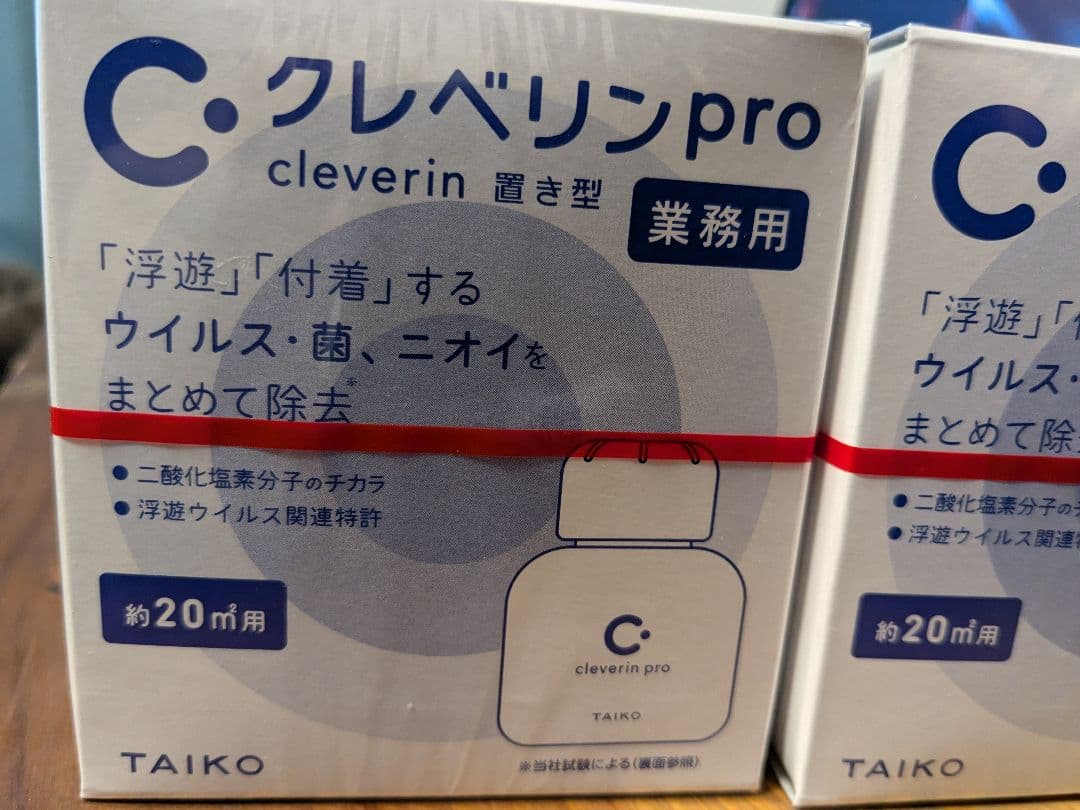 クレベリンpro
cleverin 置き型
業務用
「浮遊」「付着」する
ウイルス・菌、ニオイを
まとめて除去※
●二酸化塩素分子のチカラ
●浮遊ウイルス関連特許
約20㎡用
cleverin pro
TAIKO
TAIKO
※当社試験による(裏面参照)
「浮遊」「
ウイルス・
まとめて除
●二酸化塩素分子の
●浮遊ウイルス関連
約20㎡用
TAIKO